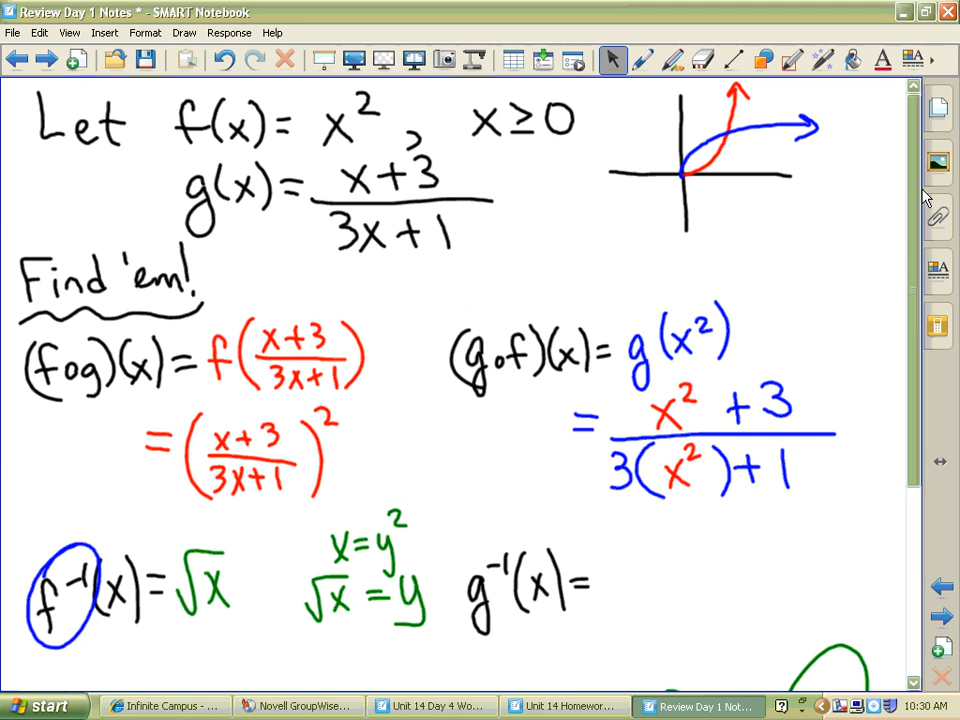 Review Day 1 Notes * - SMART Notebook
File Edit View Insert Format Draw Response Help
Let f(x) = x², x ≥ 0
g(x) = (x+3)/(3x+1)
Find 'em!
(fog)(x) = f((x+3)/(3x+1))
= ((x+3)/(3x+1))²
(gof)(x) = g(x²)
= (x² + 3)/(3(x²) + 1)
f⁻¹(x) = √x
x = y²
√x = y
g⁻¹(x) =
start
Infinite Campus - ...
Novell GroupWise...
Unit 14 Day 4 Wo...
Unit 14 Homewor...
Review Day 1 Not...
10:30 AM